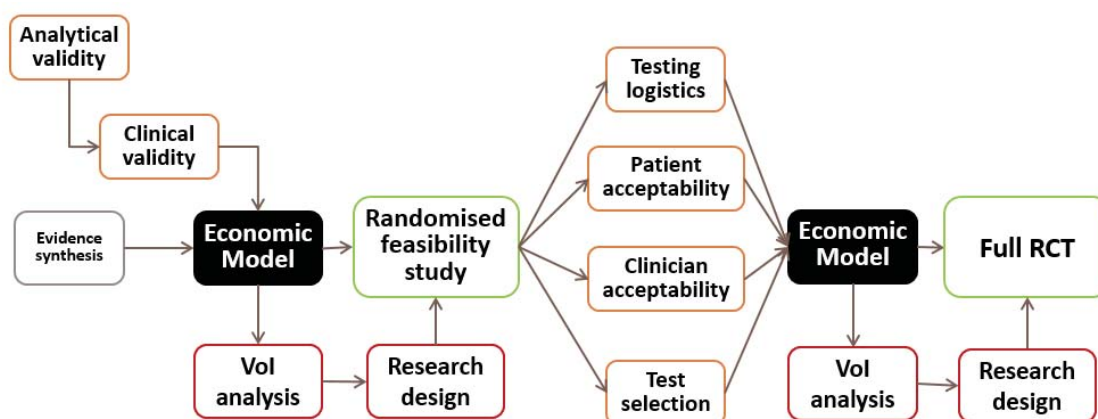 Analytical
validity
Clinical
validity
Evidence
synthesis
Economic
Model
VoI
analysis
Research
design
Randomised
feasibility
study
Testing
logistics
Patient
acceptability
Clinician
acceptability
Test
selection
Economic
Model
VoI
analysis
Research
design
Full RCT